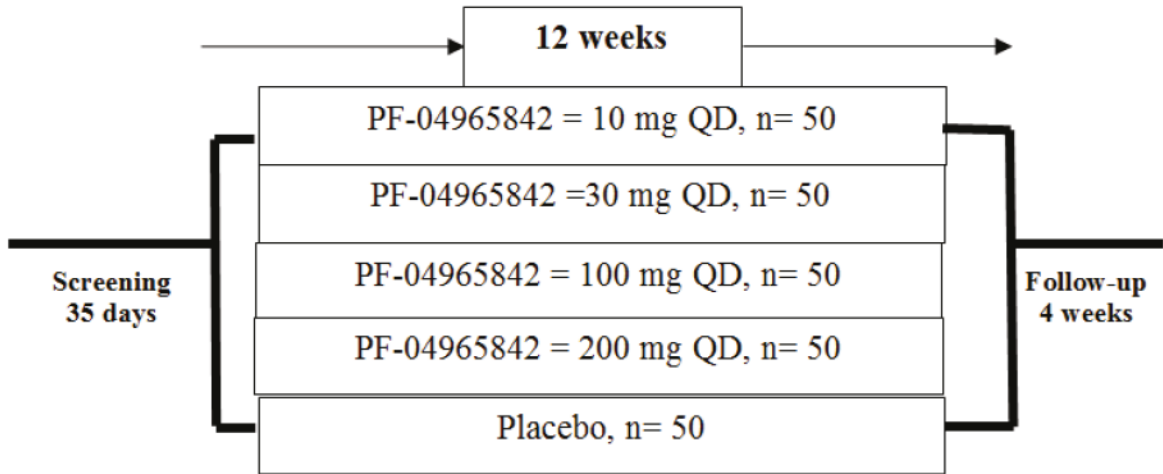 12 weeks
PF-04965842 = 10 mg QD, n= 50
PF-04965842 =30 mg QD, n= 50
PF-04965842 = 100 mg QD, n= 50
PF-04965842 = 200 mg QD, n= 50
Placebo, n= 50
Screening
35 days
Follow-up
4 weeks